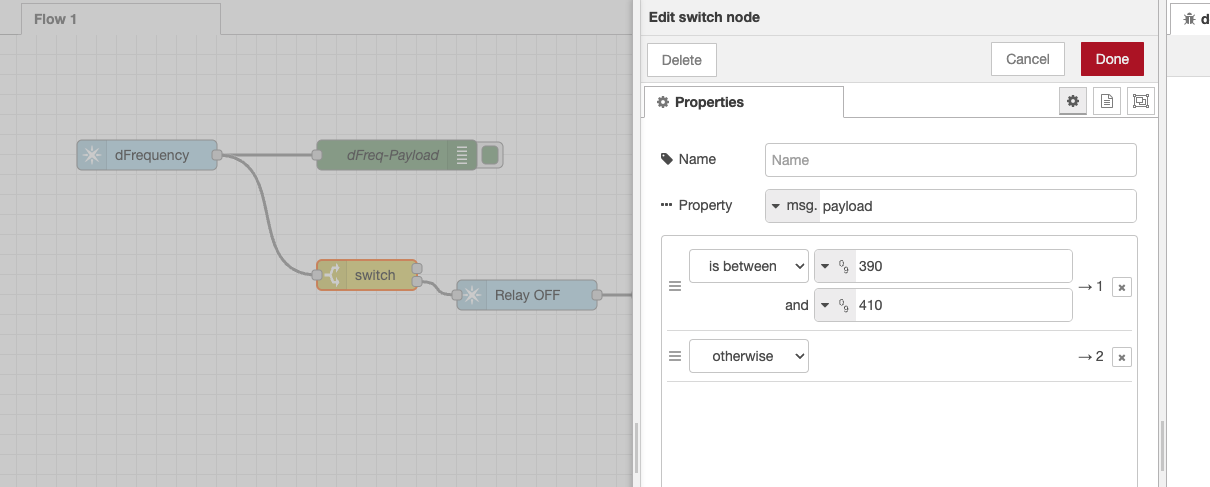 Flow 1
dFrequency
dFreq-Payload
switch
Relay OFF
Edit switch node
Delete
Cancel
Done
Properties
Name
Name
Property
msg. payload
is between
0 9 390
→ 1
and
0 9 410
otherwise
→ 2
d